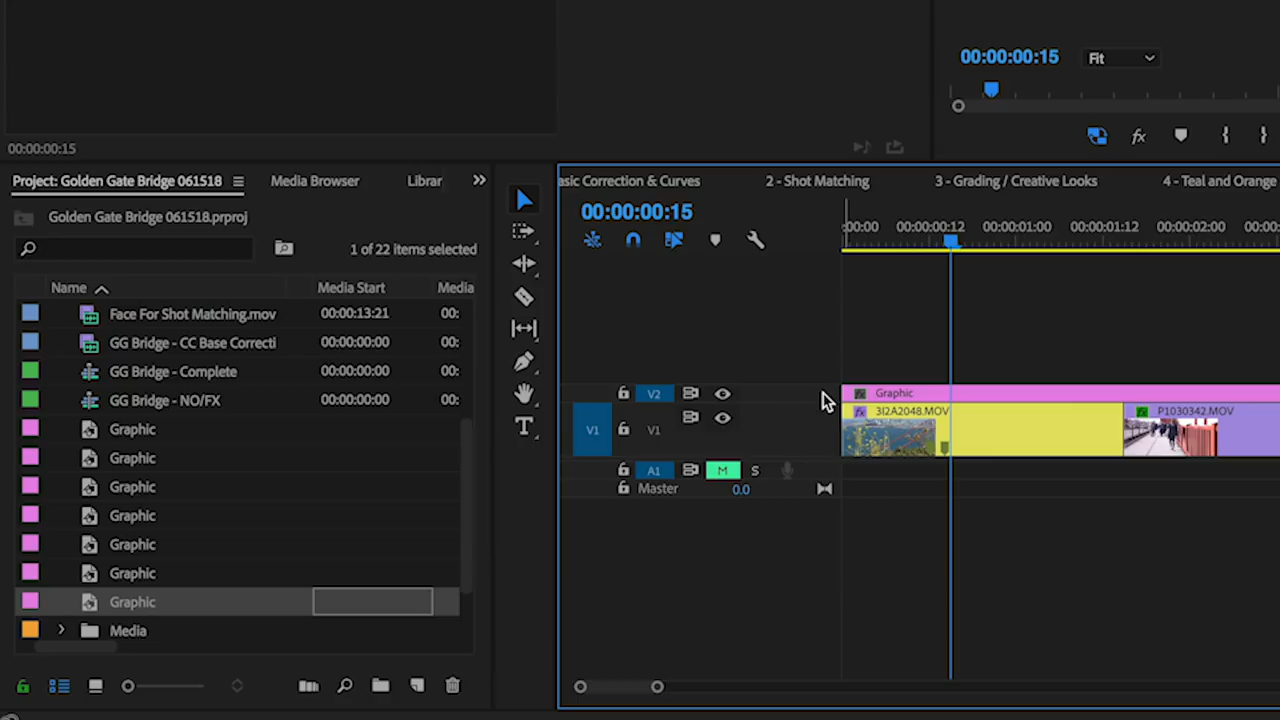 00:00:00:15
Fit
00:00:00:15
Project: Golden Gate Bridge 061518
Media Browser
Librar
asic Correction & Curves
2 - Shot Matching
3 - Grading / Creative Looks
4 - Teal and Orange
Golden Gate Bridge 061518.prproj
00:00:00:15
1 of 22 items selected
:00:00
00:00:00:12
00:00:01:00
00:00:01:12
00:00:02:00
00:00:
Name
Media Start
Media
Face For Shot Matching.mov
00:00:13:21
00:
GG Bridge - CC Base Correcti
00:00:00:00
00:
GG Bridge - Complete
00:00:00:00
00:
GG Bridge - NO/FX
00:00:00:00
00:
Graphic
Graphic
Graphic
Graphic
Graphic
Graphic
Graphic
Media
V2
Graphic
V1
V1
3I2A2048.MOV
P1030342.MOV
A1
M
S
Master
0.0